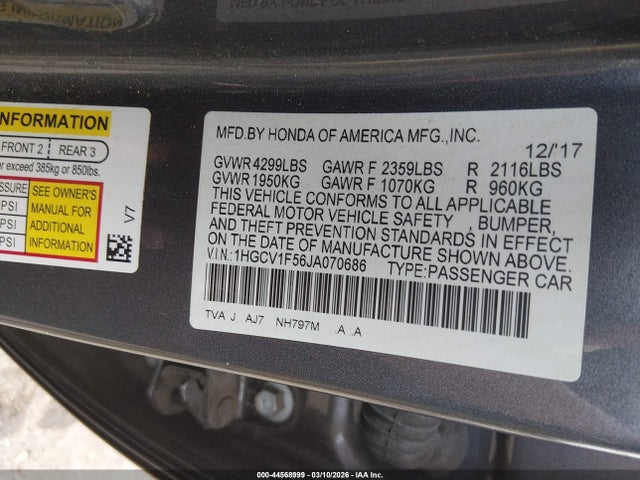 INFORMATION
FRONT 2 REAR 3
or exceed 385kg or 850lbs.
SSURE
PSI
PSI
PSI
SEE OWNER'S
MANUAL FOR
ADDITIONAL
INFORMATION
V7
MFD.BY HONDA OF AMERICA MFG.,INC.
12/'17
GVWR 4299LBS GAWR F 2359LBS R 2116LBS
GVWR 1950KG GAWR F 1070KG R 960KG
THIS VEHICLE CONFORMS TO ALL APPLICABLE
FEDERAL MOTOR VEHICLE SAFETY , BUMPER,
AND THEFT PREVENTION STANDARDS IN EFFECT
ON THE DATE OF MANUFACTURE SHOWN ABOVE.
V.I.N.:1HGCV1F56JA070686 TYPE:PASSENGER CAR
TVA J AJ7 NH797M .A .A
000-44568999 — 03/10/2026 — IAA Inc.